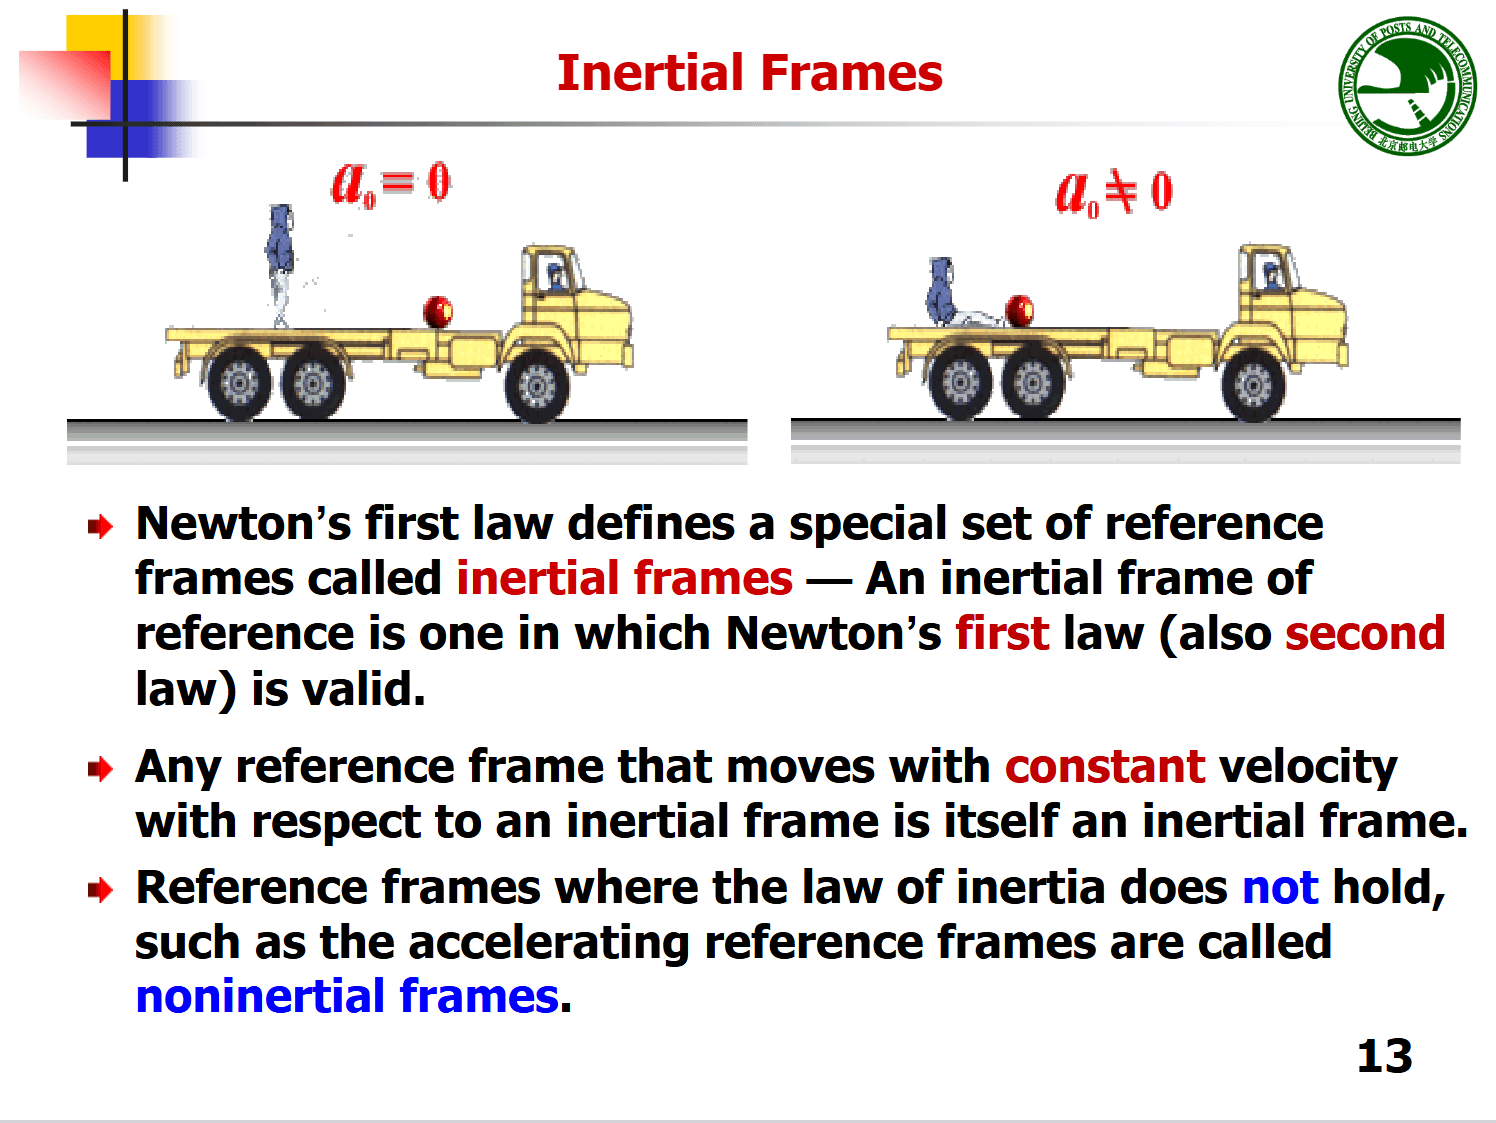 Inertial Frames
BEIJING UNIVERSITY OF POSTS AND TELECOMMUNICATIONS
北京邮电大学
a₀ = 0
a₀ ≠ 0
Newton’s first law defines a special set of reference
frames called inertial frames — An inertial frame of
reference is one in which Newton’s first law (also second
law) is valid.
Any reference frame that moves with constant velocity
with respect to an inertial frame is itself an inertial frame.
Reference frames where the law of inertia does not hold,
such as the accelerating reference frames are called
noninertial frames.
13